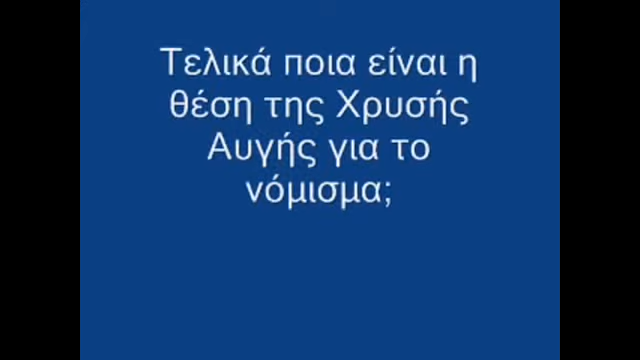 Τελικά ποια είναι η
θέση της Χρυσής
Αυγής για το
νόμισμα;